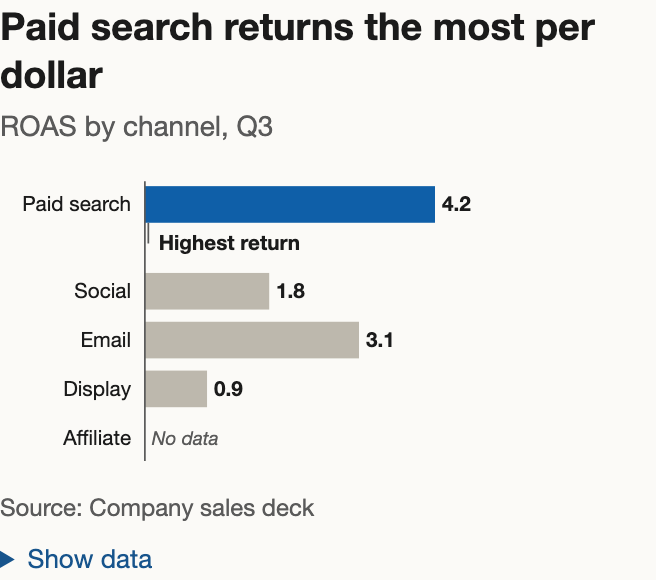 Paid search returns the most per
dollar
ROAS by channel, Q3
Paid search 4.2
Highest return
Social 1.8
Email 3.1
Display 0.9
Affiliate No data
Source: Company sales deck
Show data